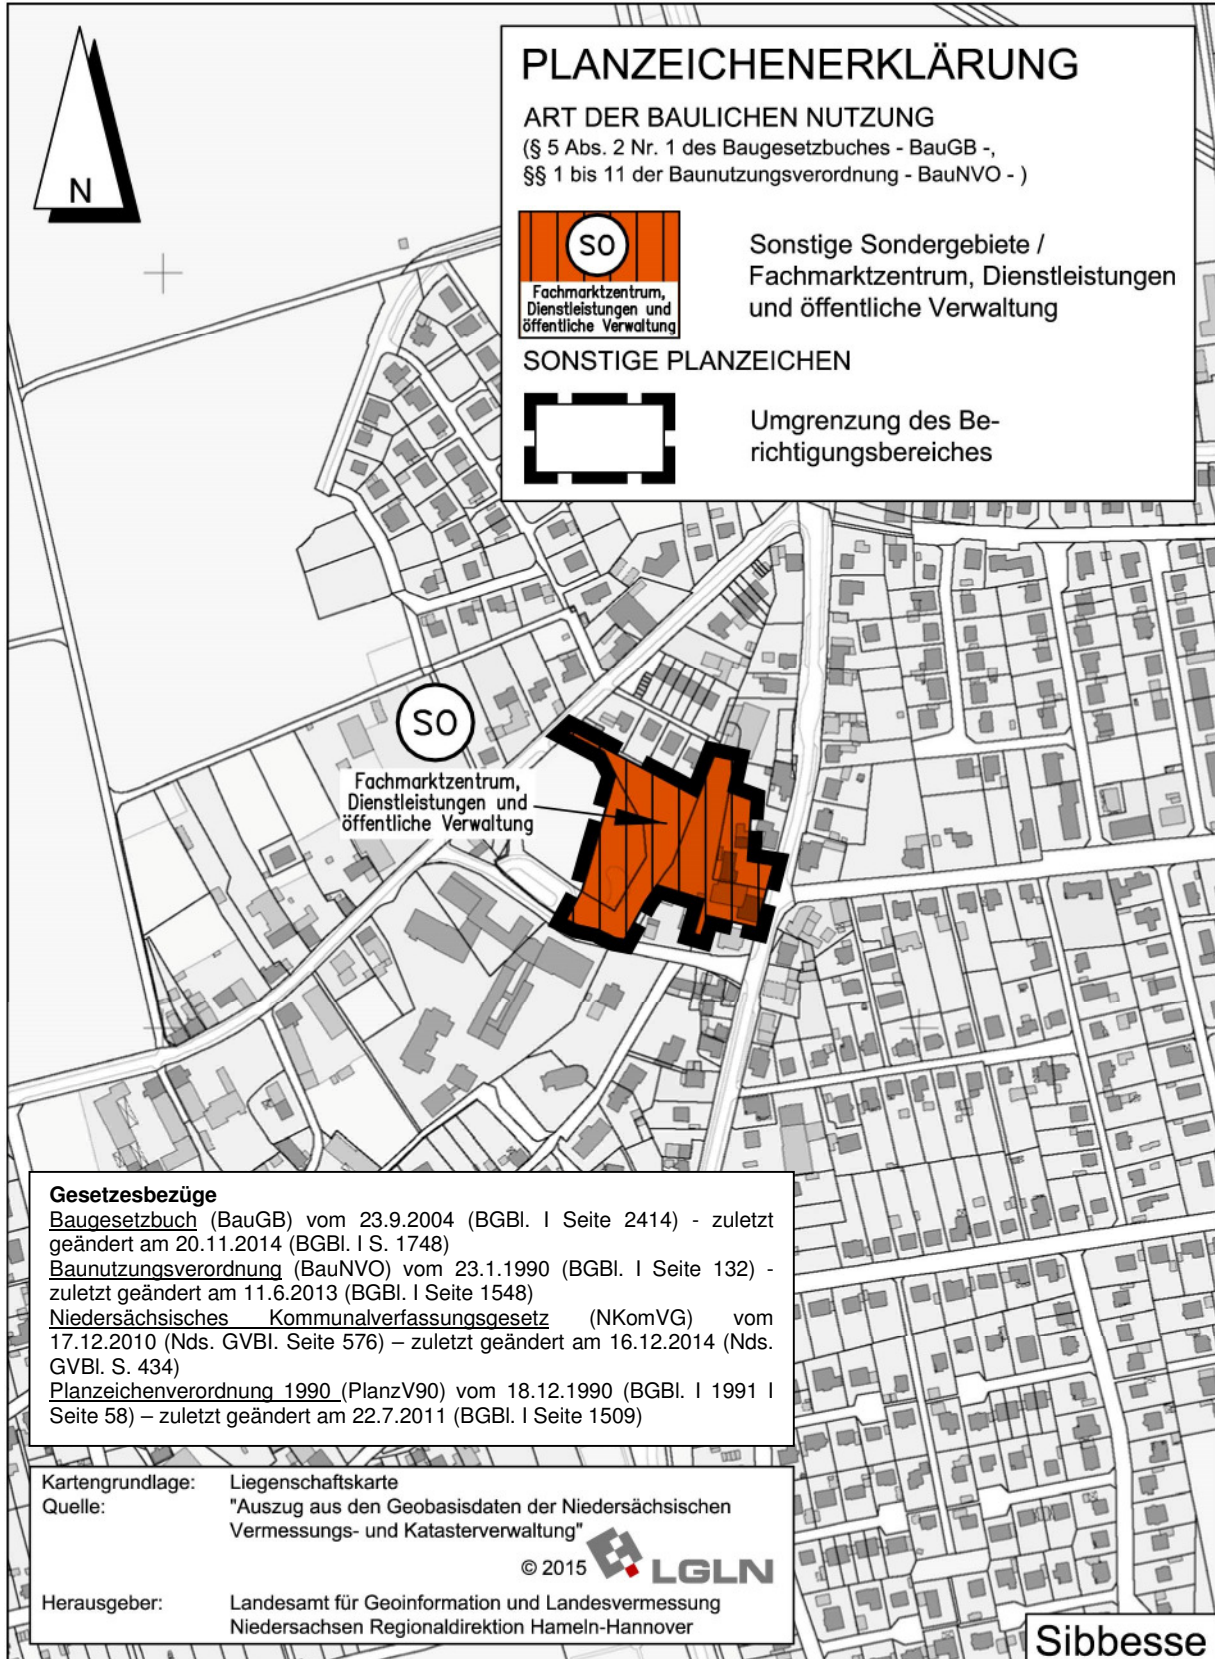 N
PLANZEICHENERKLÄRUNG
ART DER BAULICHEN NUTZUNG
(§ 5 Abs. 2 Nr. 1 des Baugesetzbuches - BauGB -,
§§ 1 bis 11 der Baunutzungsverordnung - BauNVO - )
SO
Fachmarktzentrum,
Dienstleistungen und
öffentliche Verwaltung
Sonstige Sondergebiete /
Fachmarktzentrum, Dienstleistungen
und öffentliche Verwaltung
SONSTIGE PLANZEICHEN
Umgrenzung des Be-
richtigungsbereiches
SO
Fachmarktzentrum,
Dienstleistungen und
öffentliche Verwaltung
Gesetzesbezüge
Baugesetzbuch (BauGB) vom 23.9.2004 (BGBl. I Seite 2414) - zuletzt
geändert am 20.11.2014 (BGBl. I S. 1748)
Baunutzungsverordnung (BauNVO) vom 23.1.1990 (BGBl. I Seite 132) -
zuletzt geändert am 11.6.2013 (BGBl. I Seite 1548)
Niedersächsisches Kommunalverfassungsgesetz (NKomVG) vom
17.12.2010 (Nds. GVBl. Seite 576) – zuletzt geändert am 16.12.2014 (Nds.
GVBl. S. 434)
Planzeichenverordnung 1990 (PlanzV90) vom 18.12.1990 (BGBl. I 1991 I
Seite 58) – zuletzt geändert am 22.7.2011 (BGBl. I Seite 1509)
Kartengrundlage: Liegenschaftskarte
Quelle: "Auszug aus den Geobasisdaten der Niedersächsischen
Vermessungs- und Katasterverwaltung"
© 2015 LGLN
Herausgeber: Landesamt für Geoinformation und Landesvermessung
Niedersachsen Regionaldirektion Hameln-Hannover
Sibbesse